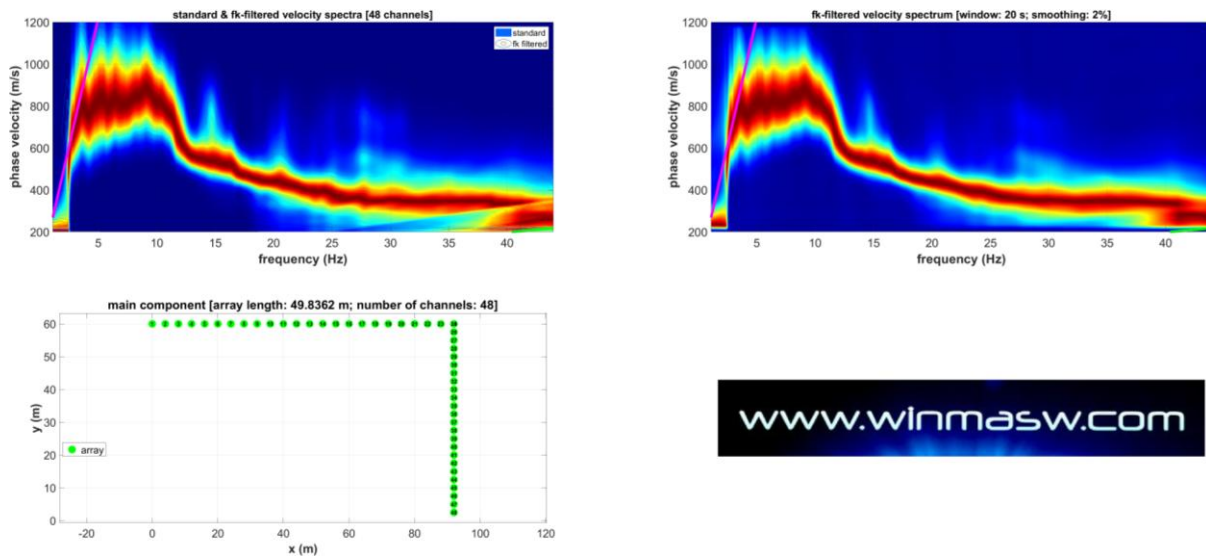 standard & fk-filtered velocity spectra [48 channels]
standard
fk filtered
phase velocity (m/s)
1200
1000
800
600
400
200
5 10 15 20 25 30 35 40
frequency (Hz)
fk-filtered velocity spectrum [window: 20 s; smoothing: 2%]
phase velocity (m/s)
1200
1000
800
600
400
200
5 10 15 20 25 30 35 40
frequency (Hz)
main component [array length: 49.8362 m; number of channels: 48]
y (m)
60
50
40
30
20
10
0
array
-20 0 20 40 60 80 100 120
x (m)
www.winmasw.com